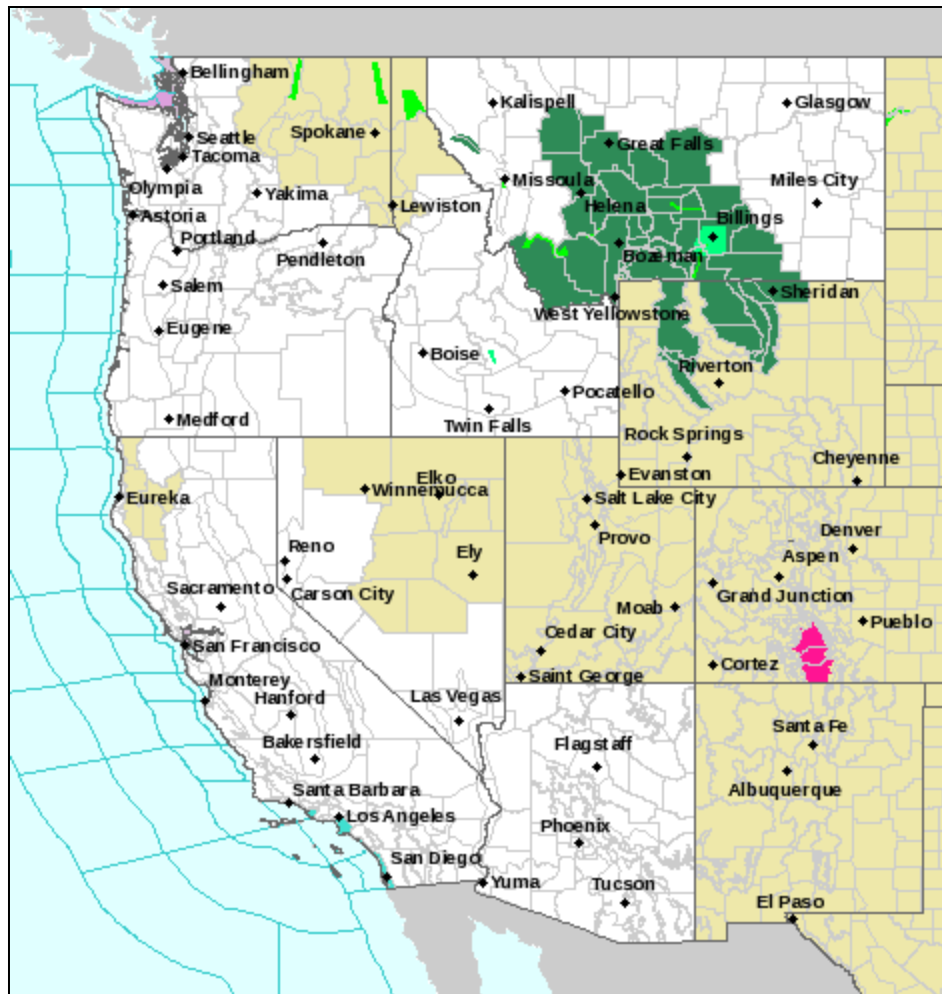 Bellingham
Kalispell
Glasgow
Seattle
Spokane
Great Falls
Tacoma
Olympia
Yakima
Missoula
Miles City
Astoria
Lewiston
Helena
Billings
Portland
Pendleton
Bozeman
Salem
Sheridan
West Yellowstone
Eugene
Boise
Riverton
Pocatello
Medford
Twin Falls
Rock Springs
Cheyenne
Elko
Evanston
Eureka
Winnemucca
Salt Lake City
Denver
Provo
Reno
Ely
Aspen
Sacramento
Carson City
Grand Junction
Moab
Pueblo
Cedar City
San Francisco
Cortez
Monterey
Saint George
Hanford
Las Vegas
Santa Fe
Bakersfield
Flagstaff
Albuquerque
Santa Barbara
Los Angeles
Phoenix
San Diego
Yuma
Tucson
El Paso